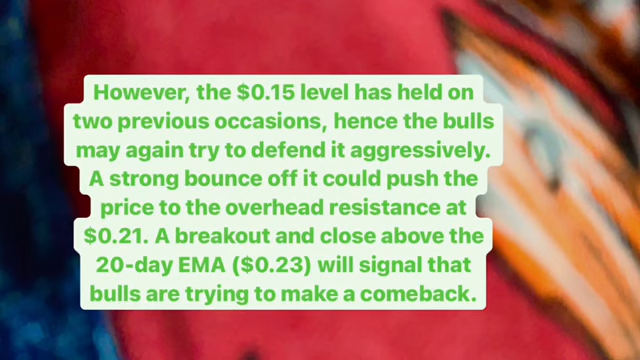 However, the $0.15 level has held on
two previous occasions, hence the bulls
may again try to defend it aggressively.
A strong bounce off it could push the
price to the overhead resistance at
$0.21. A breakout and close above the
20-day EMA ($0.23) will signal that
bulls are trying to make a comeback.